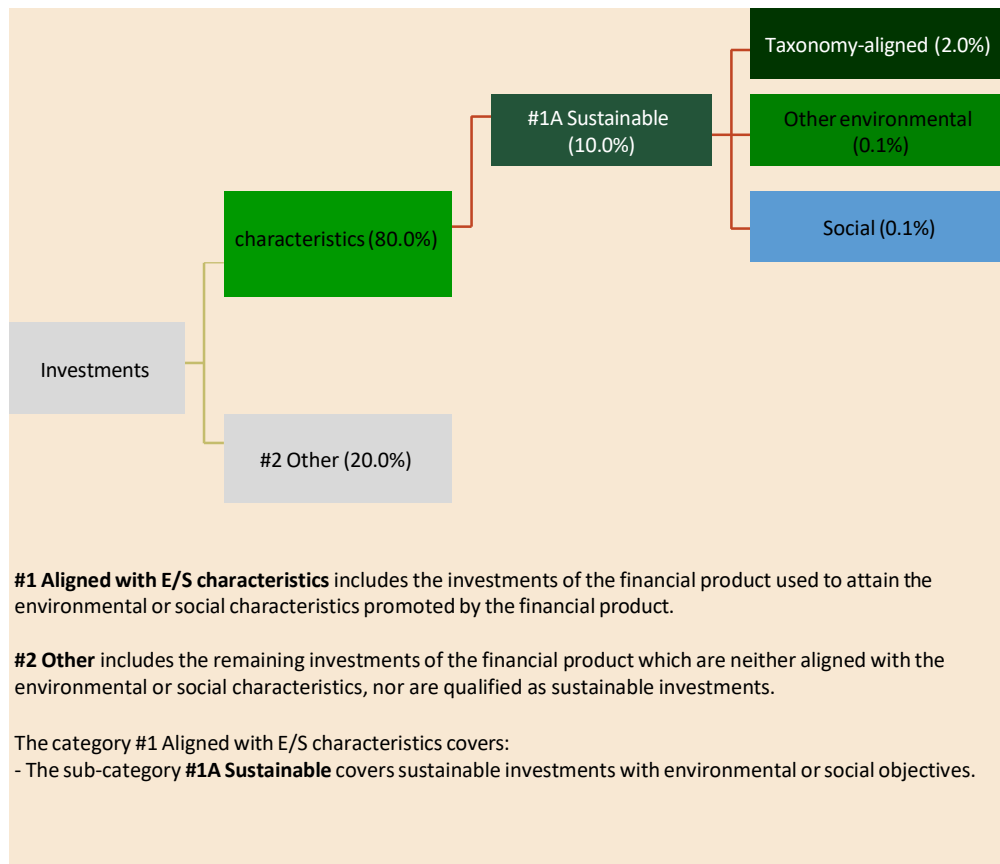 Taxonomy-aligned (2.0%)
#1A Sustainable
(10.0%)
Other environmental
(0.1%)
characteristics (80.0%)
Social (0.1%)
Investments
#2 Other (20.0%)
#1 Aligned with E/S characteristics includes the investments of the financial product used to attain the
environmental or social characteristics promoted by the financial product.
#2 Other includes the remaining investments of the financial product which are neither aligned with the
environmental or social characteristics, nor are qualified as sustainable investments.
The category #1 Aligned with E/S characteristics covers:
- The sub-category #1A Sustainable covers sustainable investments with environmental or social objectives.